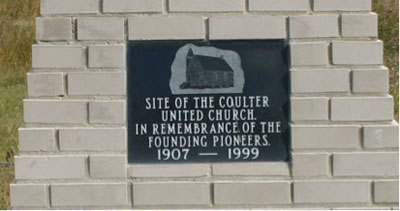 SITE OF THE COULTER
UNITED CHURCH.
IN REMEMBRANCE OF THE
FOUNDING PIONEERS.
1907 — 1999